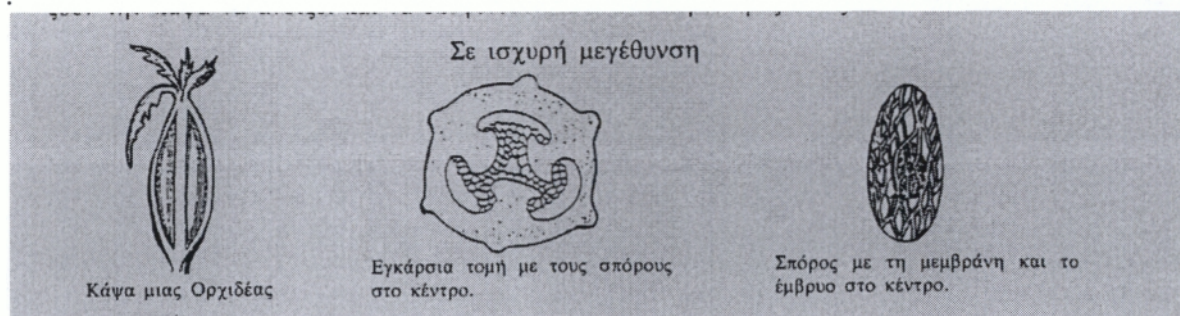 Σε ισχυρή μεγέθυνση
Κάψα μιας Ορχιδέας
Εγκάρσια τομή με τους σπόρους
στο κέντρο.
Σπόρος με τη μεμβράνη και το
έμβρυο στο κέντρο.